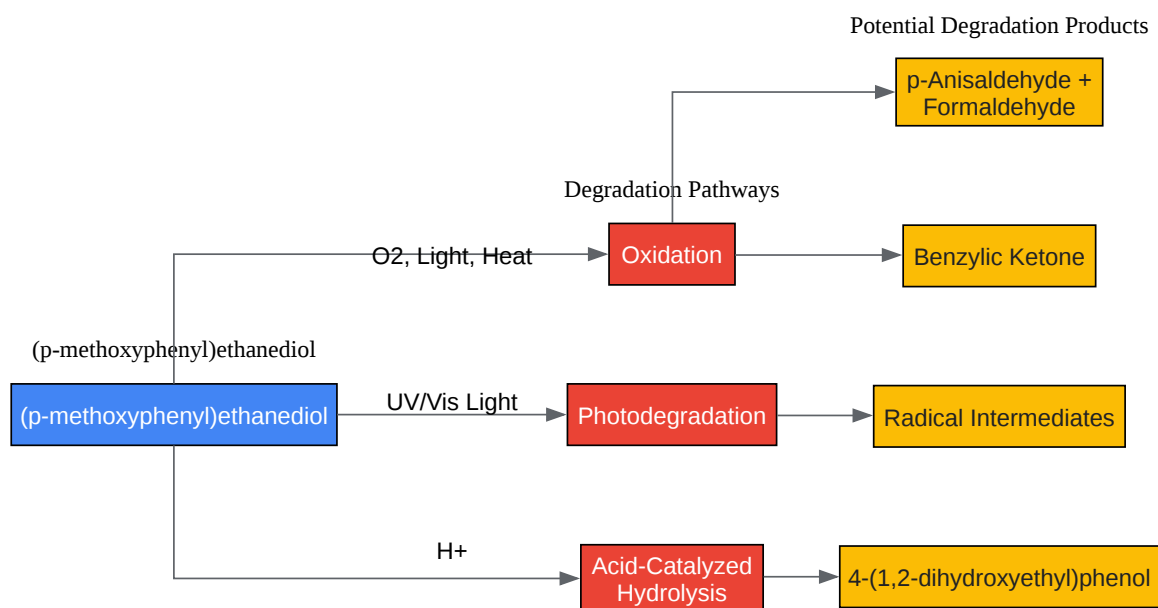 Potential Degradation Products
p-Anisaldehyde +
Formaldehyde
Degradation Pathways
O2, Light, Heat
Oxidation
Benzylic Ketone
(p-methoxyphenyl)ethanediol
(p-methoxyphenyl)ethanediol
UV/Vis Light
Photodegradation
Radical Intermediates
H+
Acid-Catalyzed
Hydrolysis
4-(1,2-dihydroxyethyl)phenol